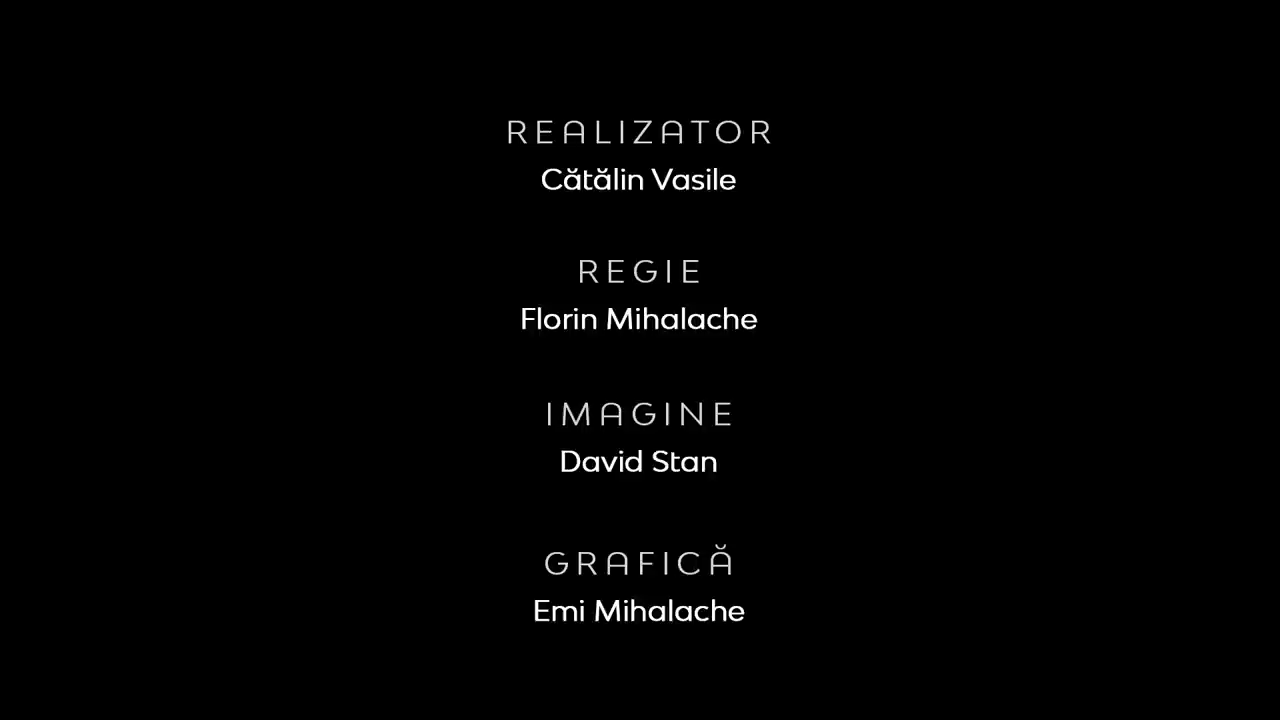 REALIZATOR
Cătălin Vasile
REGIE
Florin Mihalache
IMAGINE
David Stan
GRAFICĂ
Emi Mihalache